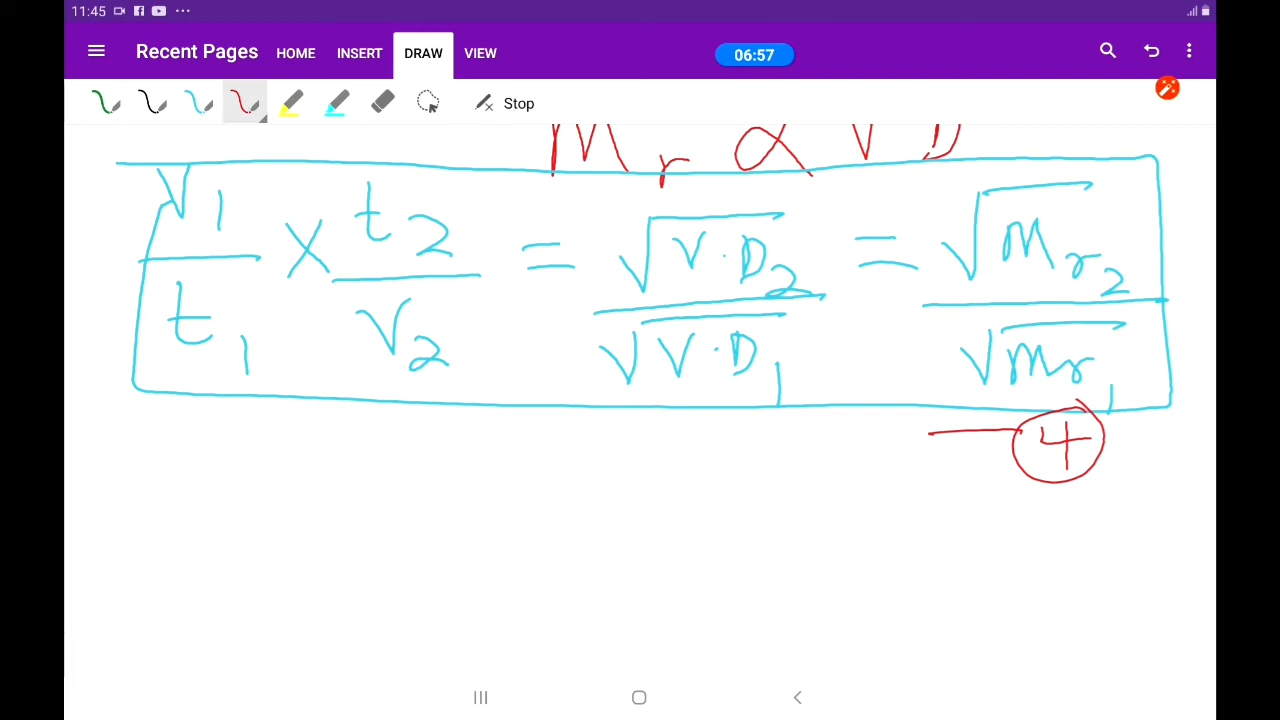 11:45
Recent Pages HOME INSERT DRAW VIEW 06:57
Stop
Mr α V D
V1/t1 × t2/V2 = √V·D2/√V·D1 = √Mr2/√Mr1
4